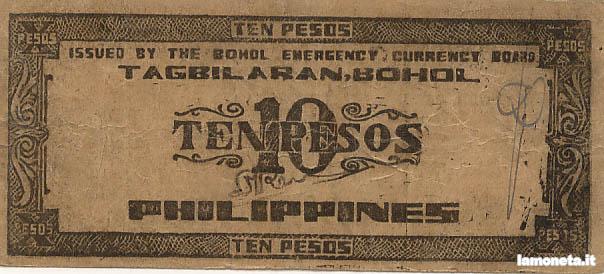 TEN PESOS
PESOS PESOS
ISSUED BY THE BOHOL EMERGENCY CURRENCY BOARD
TAGBILARAN, BOHOL
10
TEN PESOS
PHILIPPINES
PESOS PESOS
TEN PESOS
lamoneta.it